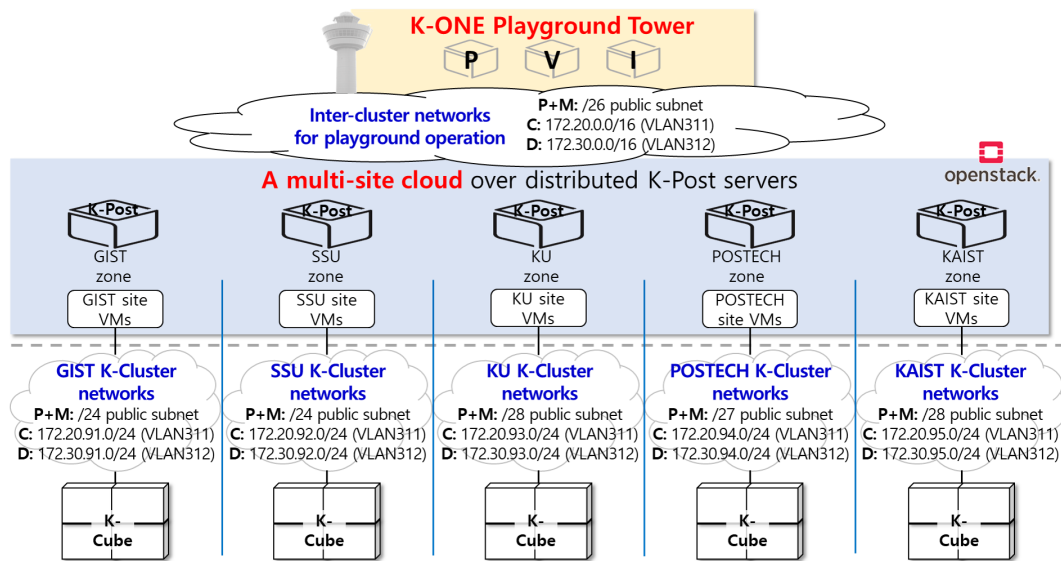 K-ONE Playground Tower
P V I
Inter-cluster networks
for playground operation
P+M: /26 public subnet
C: 172.20.0.0/16 (VLAN311)
D: 172.30.0.0/16 (VLAN312)
openstack.
A multi-site cloud over distributed K-Post servers
K-Post
GIST
zone
GIST site
VMs
K-Post
SSU
zone
SSU site
VMs
K-Post
KU
zone
KU site
VMs
K-Post
POSTECH
zone
POSTECH
site VMs
K-Post
KAIST
zone
KAIST site
VMs
GIST K-Cluster
networks
P+M: /24 public subnet
C: 172.20.91.0/24 (VLAN311)
D: 172.30.91.0/24 (VLAN312)
K-
Cube
SSU K-Cluster
networks
P+M: /24 public subnet
C: 172.20.92.0/24 (VLAN311)
D: 172.30.92.0/24 (VLAN312)
K-
Cube
KU K-Cluster
networks
P+M: /28 public subnet
C: 172.20.93.0/24 (VLAN311)
D: 172.30.93.0/24 (VLAN312)
K-
Cube
POSTECH K-Cluster
networks
P+M: /27 public subnet
C: 172.20.94.0/24 (VLAN311)
D: 172.30.94.0/24 (VLAN312)
K-
Cube
KAIST K-Cluster
networks
P+M: /28 public subnet
C: 172.20.95.0/24 (VLAN311)
D: 172.30.95.0/24 (VLAN312)
K-
Cube